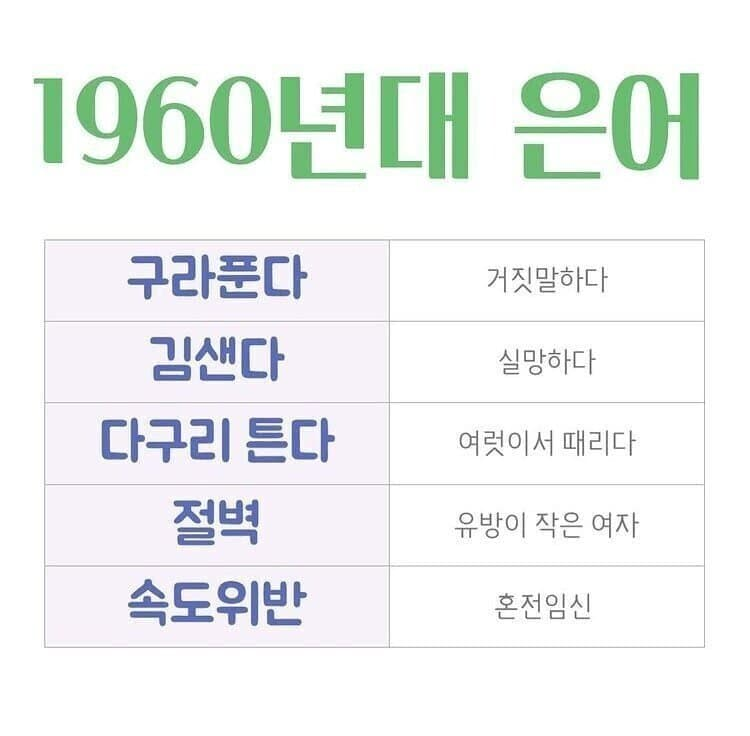 1960년대 은어
구라푼다 거짓말하다
김샌다 실망하다
다구리 튼다 여럿이서 때리다
절벽 유방이 작은 여자
속도위반 혼전임신